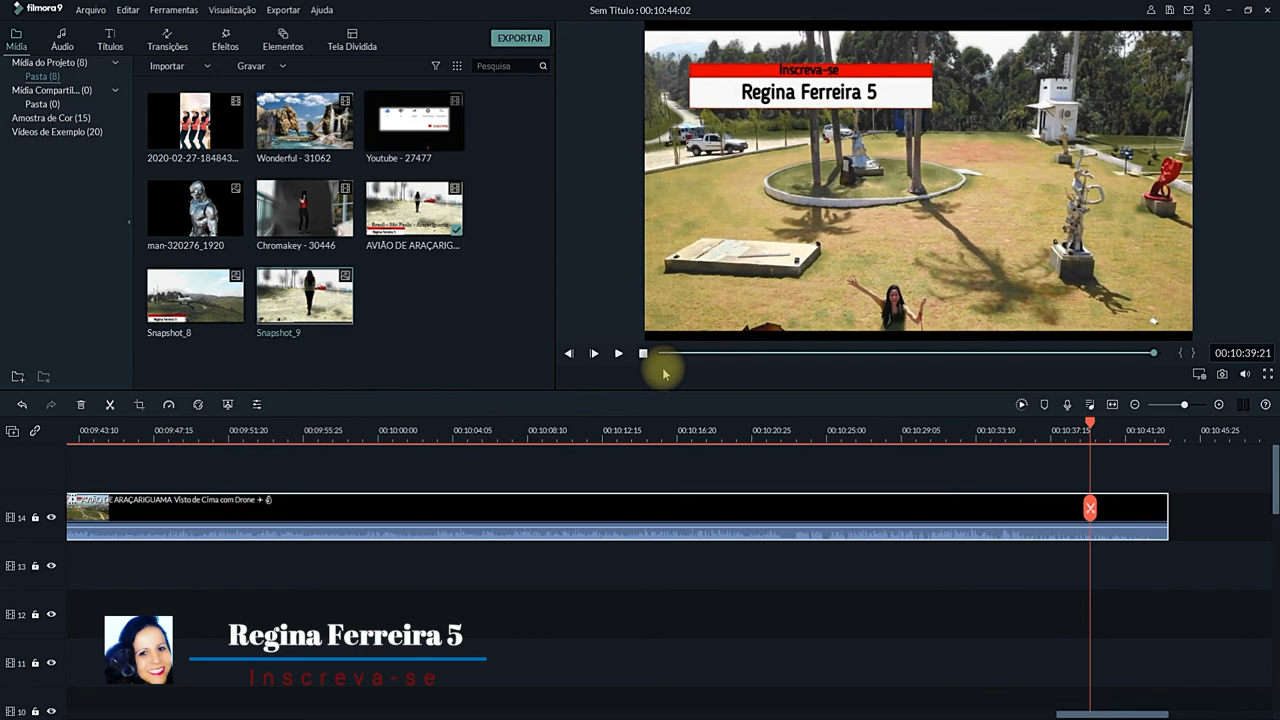 filmora9 Arquivo Editar Ferramentas Visualização Exportar Ajuda Sem Título : 00:10:44:02
Mídia Áudio Títulos Transições Efeitos Elementos Tela Dividida EXPORTAR
Mídia do Projeto (8)
Pasta (8)
Mídia Compartil... (0)
Pasta (0)
Amostra de Cor (15)
Vídeos de Exemplo (20)
Importar Gravar Pesquisa
2020-02-27-184843... Wonderful - 31062 Youtube - 27477
man-320276_1920 Chromakey - 30446 AVIÃO DE ARAÇARIG...
Snapshot_8 Snapshot_9
Inscreva-se
Regina Ferreira 5
00:10:39:21
00:09:43:10 00:09:47:15 00:09:51:20 00:09:55:25 00:10:00:00 00:10:04:05 00:10:08:10 00:10:12:15 00:10:16:20 00:10:20:25 00:10:25:00 00:10:29:05 00:10:33:10 00:10:37:15 00:10:41:20 00:10:45:25
AVIÃO DE ARAÇARIGUAMA Visto de Cima com Drone
14
13
12
11
10
Regina Ferreira 5
Inscreva-se